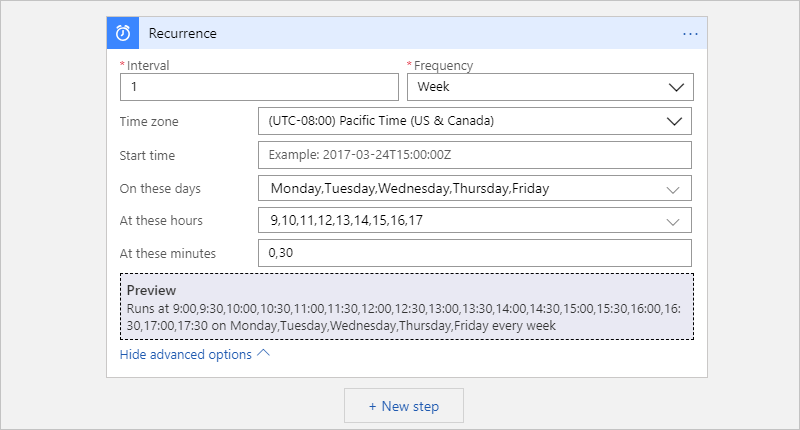 Recurrence ...
* Interval * Frequency
1 Week
Time zone (UTC-08:00) Pacific Time (US & Canada)
Start time Example: 2017-03-24T15:00:00Z
On these days Monday,Tuesday,Wednesday,Thursday,Friday
At these hours 9,10,11,12,13,14,15,16,17
At these minutes 0,30
Preview
Runs at 9:00,9:30,10:00,10:30,11:00,11:30,12:00,12:30,13:00,13:30,14:00,14:30,15:00,15:30,16:00,16:
30,17:00,17:30 on Monday,Tuesday,Wednesday,Thursday,Friday every week
Hide advanced options
+ New step